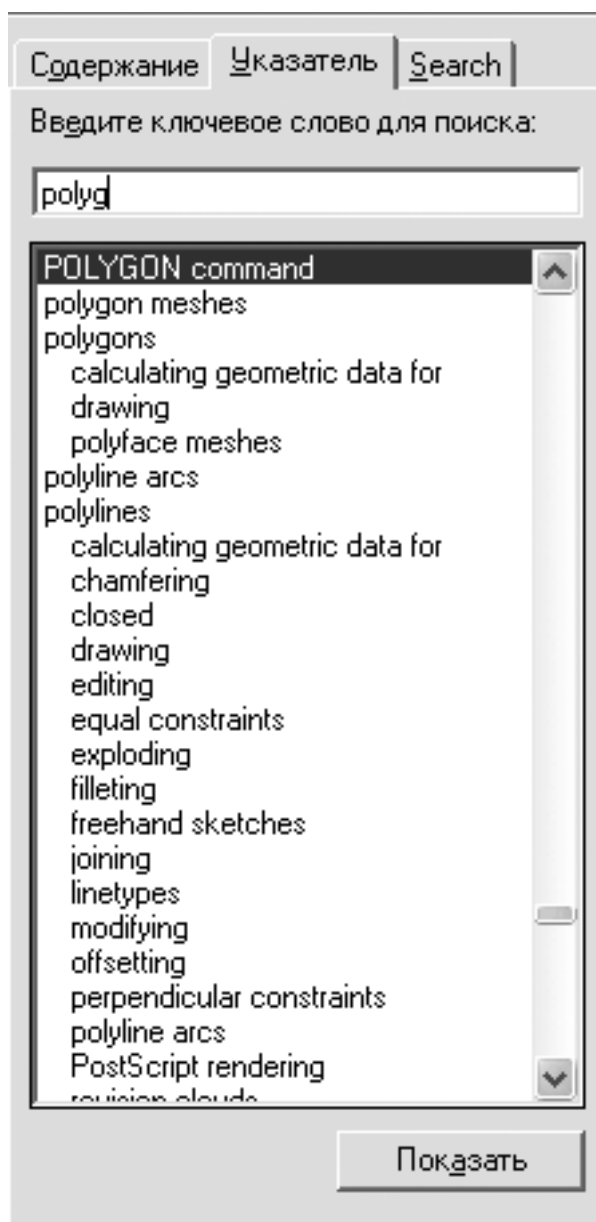 Содержание Указатель Search
Введите ключевое слово для поиска:
polyg
POLYGON command
polygon meshes
polygons
calculating geometric data for
drawing
polyface meshes
polyline arcs
polylines
calculating geometric data for
chamfering
closed
drawing
editing
equal constraints
exploding
filleting
freehand sketches
joining
linetypes
modifying
offsetting
perpendicular constraints
polyline arcs
PostScript rendering
revision clouds
Показать